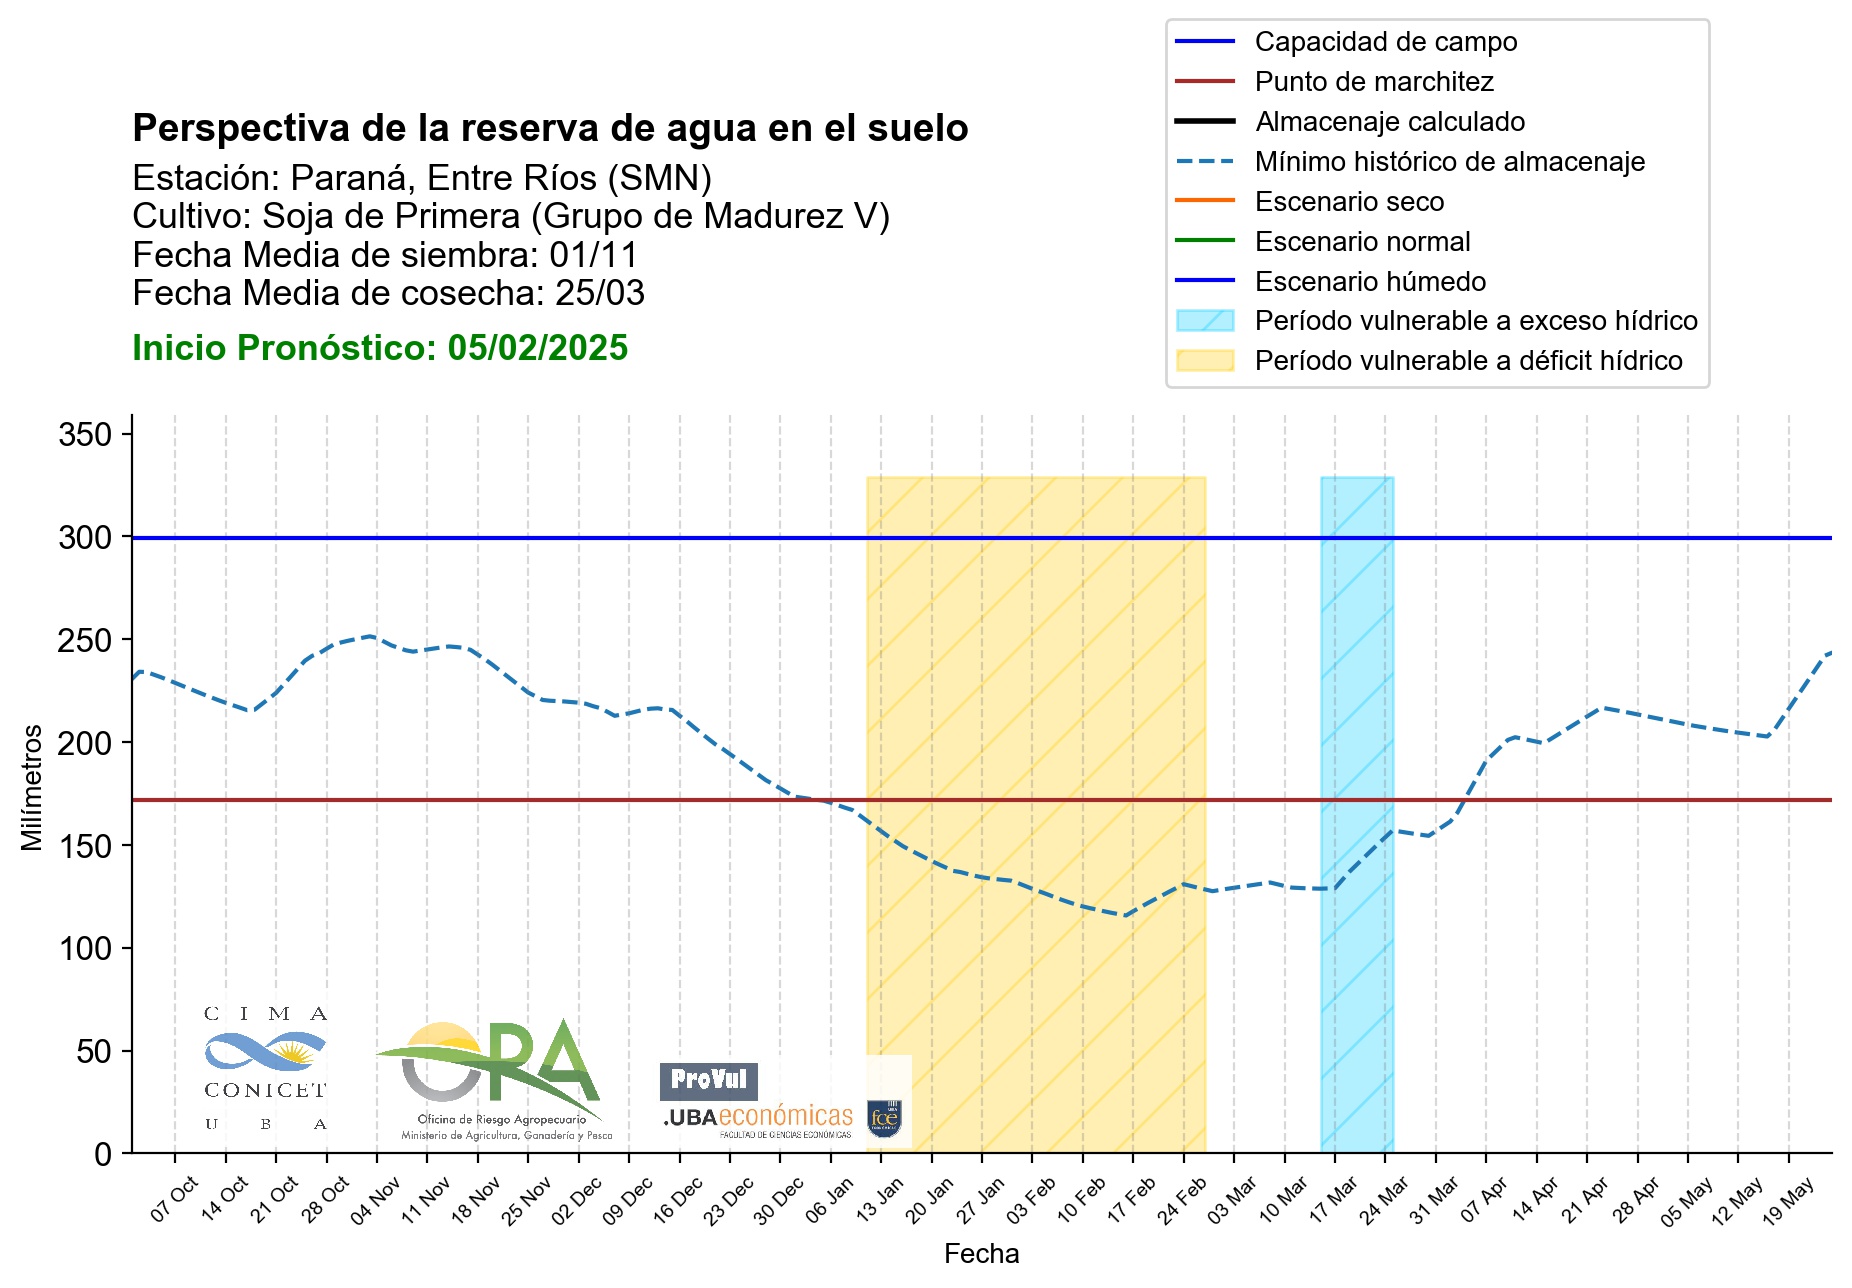 Capacidad de campo
Punto de marchitez
Almacenaje calculado
Mínimo histórico de almacenaje
Escenario seco
Escenario normal
Escenario húmedo
Período vulnerable a exceso hídrico
Período vulnerable a déficit hídrico
Perspectiva de la reserva de agua en el suelo
Estación: Paraná, Entre Ríos (SMN)
Cultivo: Soja de Primera (Grupo de Madurez V)
Fecha Media de siembra: 01/11
Fecha Media de cosecha: 25/03
Inicio Pronóstico: 05/02/2025
350
300
250
200
150
100
50
0
Milímetros
CIMA
CONICET
UBA
ORA
Oficina de Riesgo Agropecuario
Ministerio de Agricultura, Ganadería y Pesca
ProVul
.UBAeconómicas
FACULTAD DE CIENCIAS ECONÓMICAS
UBA
fce
ECONÓMICAS
07 Oct
14 Oct
21 Oct
28 Oct
04 Nov
11 Nov
18 Nov
25 Nov
02 Dec
09 Dec
16 Dec
23 Dec
30 Dec
06 Jan
13 Jan
20 Jan
27 Jan
03 Feb
10 Feb
17 Feb
24 Feb
03 Mar
10 Mar
17 Mar
24 Mar
31 Mar
07 Apr
14 Apr
21 Apr
28 Apr
05 May
12 May
19 May
Fecha